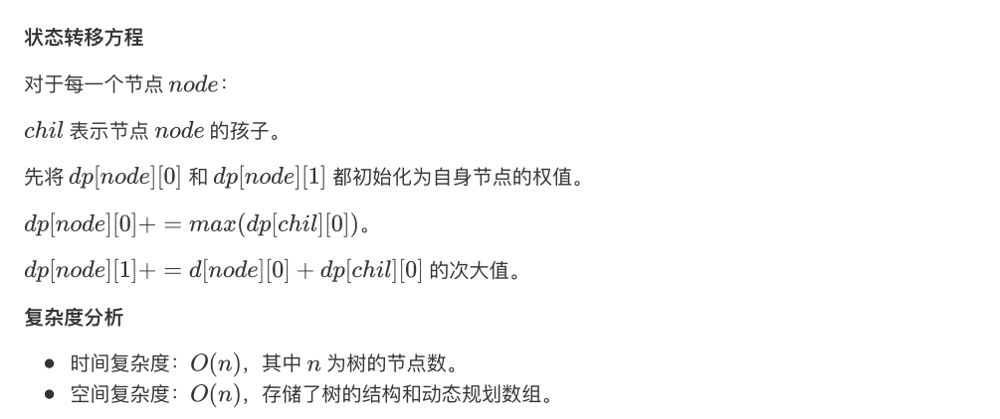 状态转移方程
对于每一个节点 node：
chil 表示节点 node 的孩子。
先将 dp[node][0] 和 dp[node][1] 都初始化为自身节点的权值。
dp[node][0]+ = max(dp[chil][0])。
dp[node][1]+ = d[node][0] + dp[chil][0] 的次大值。
复杂度分析
● 时间复杂度：O(n)，其中 n 为树的节点数。
● 空间复杂度：O(n)，存储了树的结构和动态规划数组。